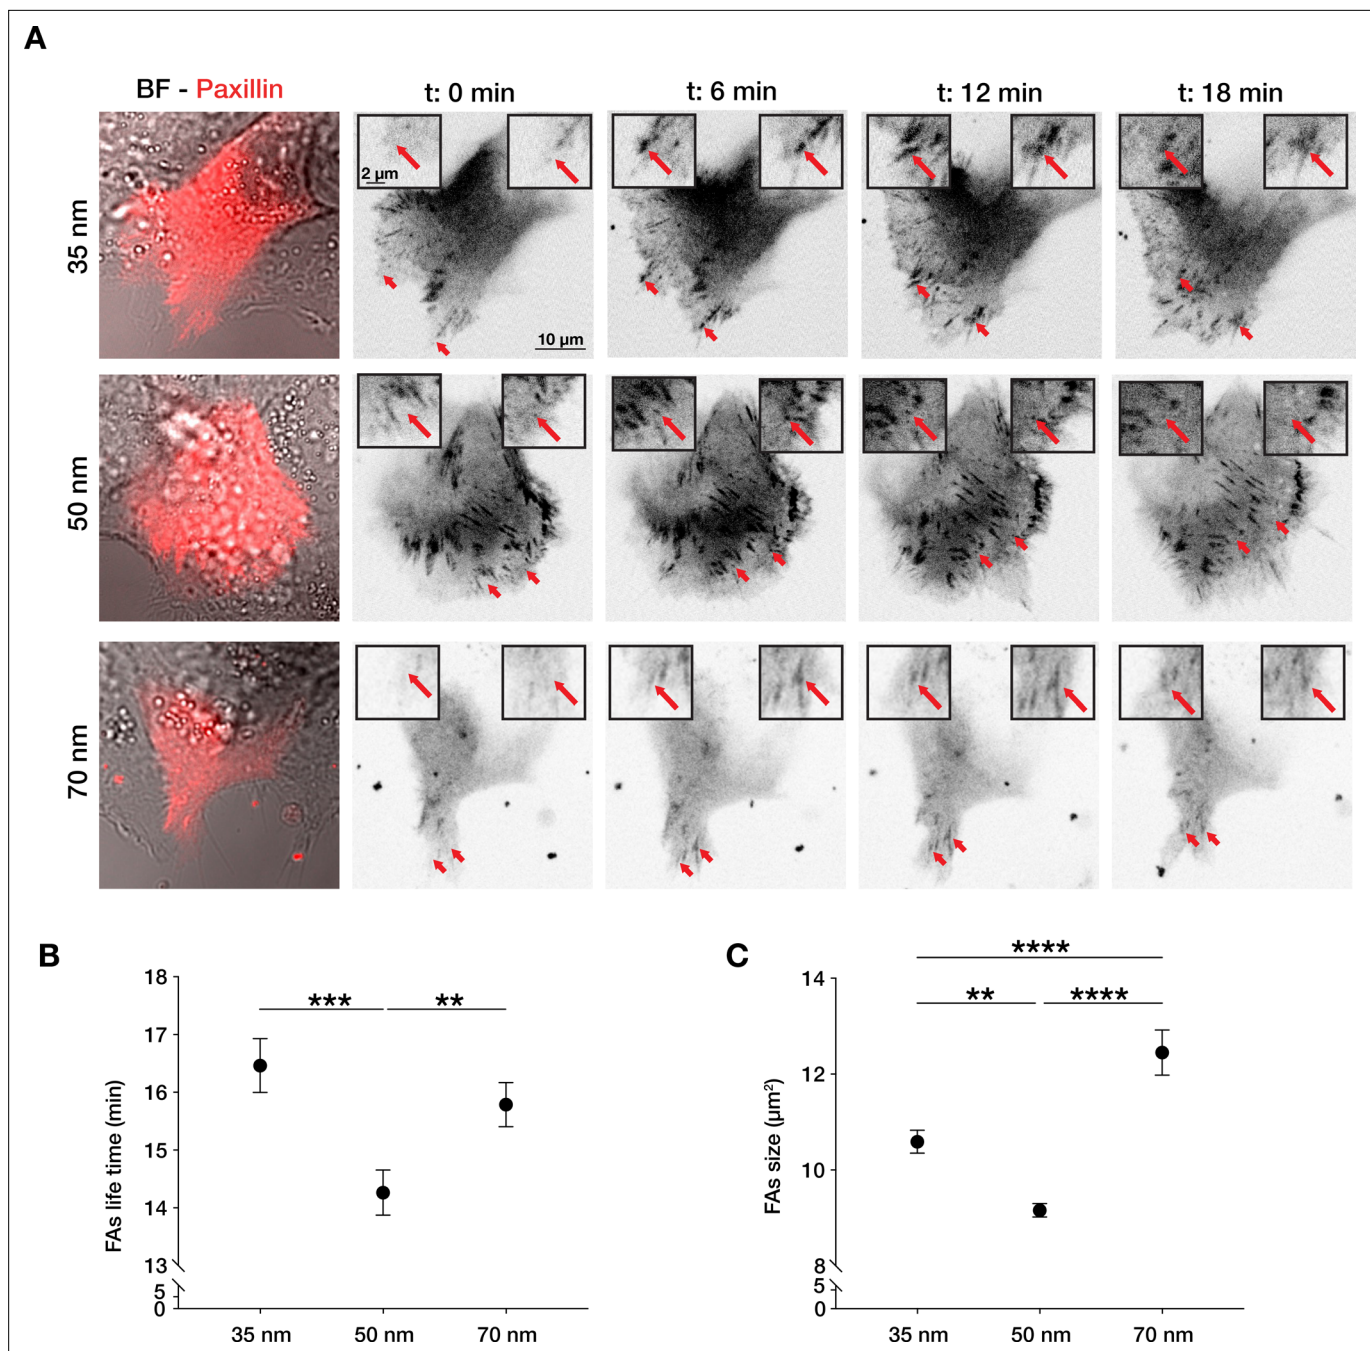 A
BF - Paxillin
t: 0 min
t: 6 min
t: 12 min
t: 18 min
35 nm
2 µm
10 µm
50 nm
70 nm
B
18
17
16
15
14
13
5
0
FAs life time (min)
***
**
35 nm
50 nm
70 nm
C
14
12
10
8
5
0
FAs size (µm²)
****
**
****
35 nm
50 nm
70 nm